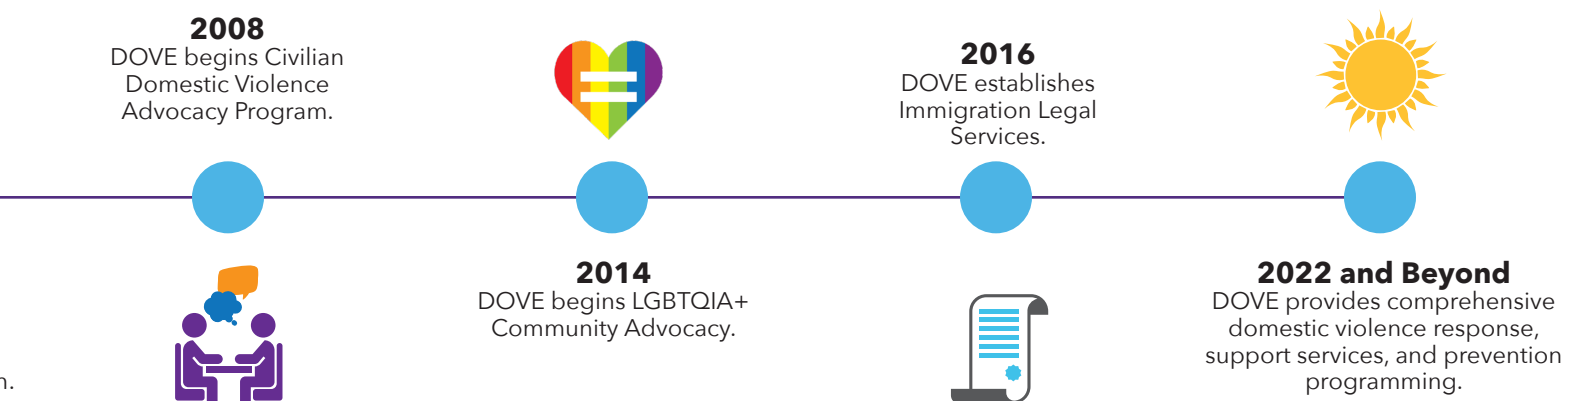 2008
DOVE begins Civilian
Domestic Violence
Advocacy Program.
2014
DOVE begins LGBTQIA+
Community Advocacy.
2016
DOVE establishes
Immigration Legal
Services.
2022 and Beyond
DOVE provides comprehensive
domestic violence response,
support services, and prevention
programming.